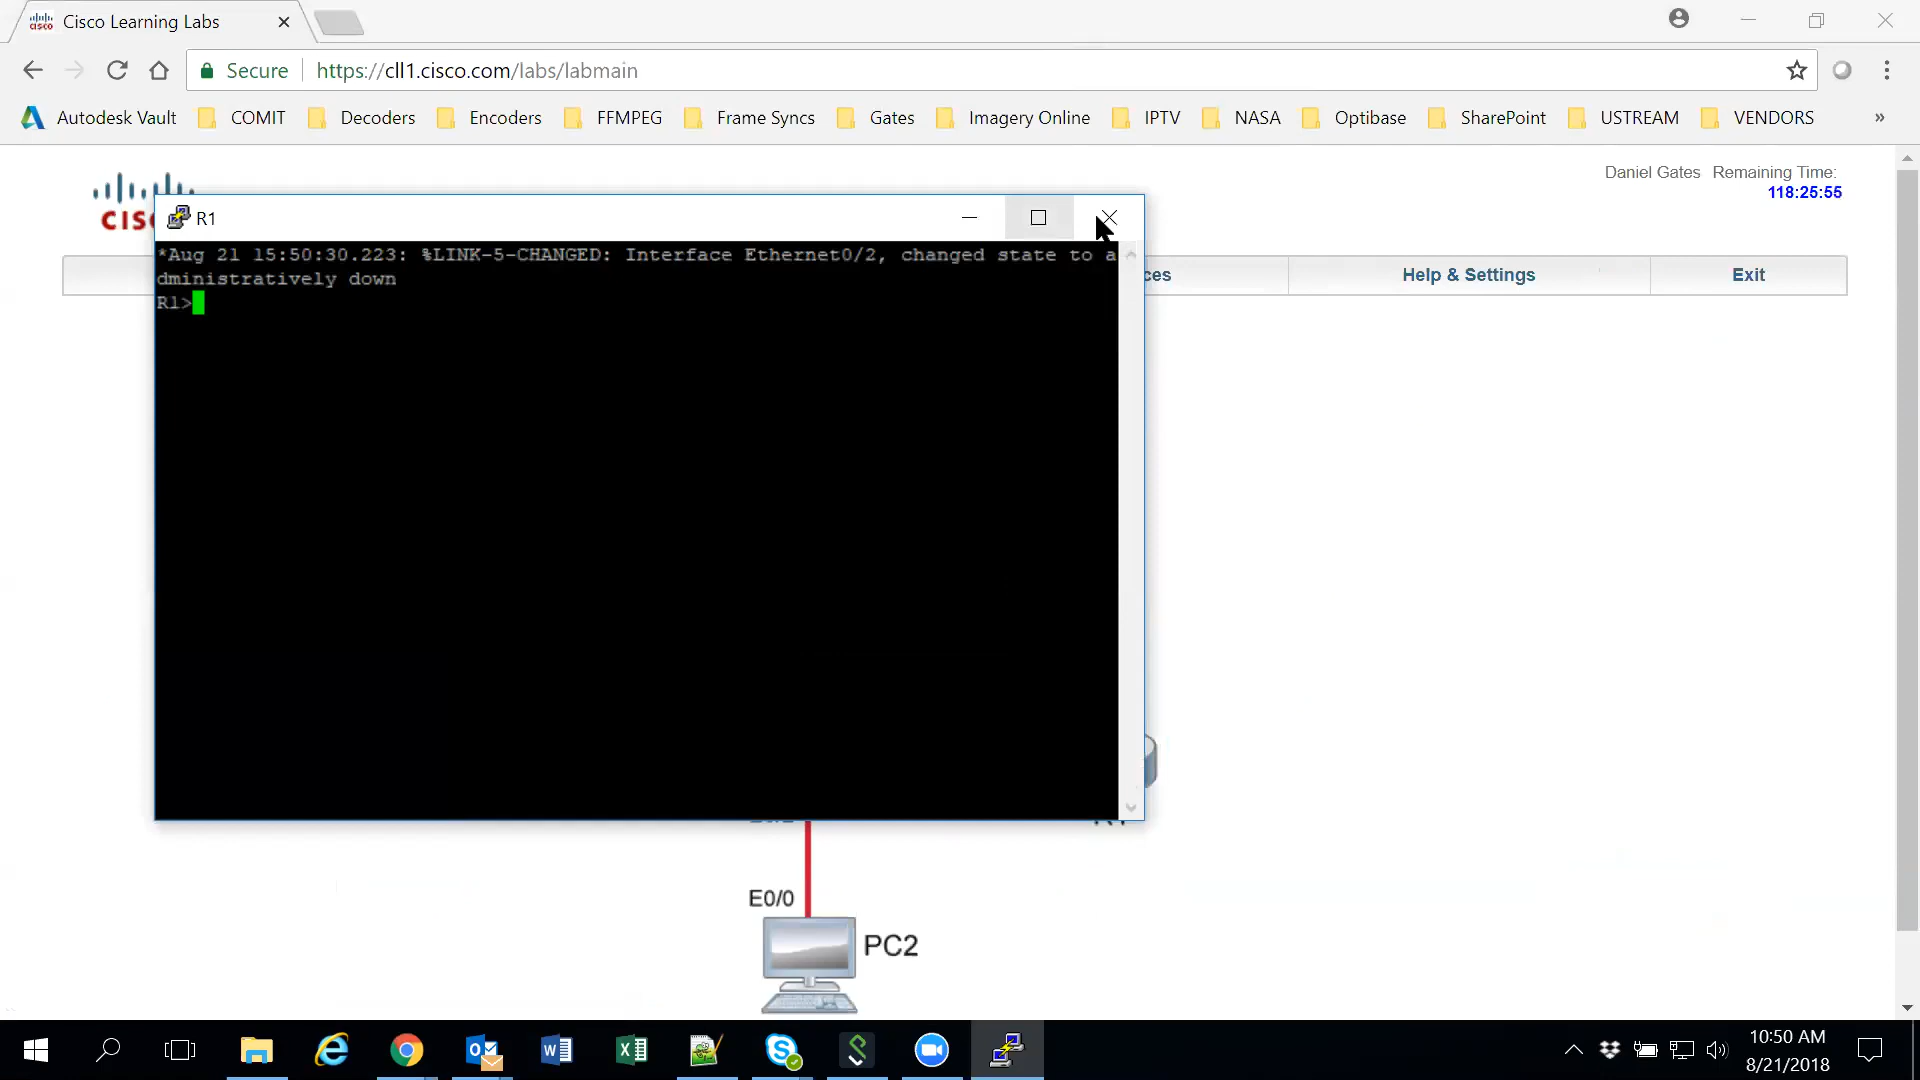 Cisco Learning Labs
Secure https://cll1.cisco.com/labs/labmain
Autodesk Vault COMIT Decoders Encoders FFMPEG Frame Syncs Gates Imagery Online IPTV NASA Optibase SharePoint USTREAM VENDORS »
Daniel Gates Remaining Time:
118:25:55
CIS
R1
ces Help & Settings Exit
*Aug 21 15:50:30.223: %LINK-5-CHANGED: Interface Ethernet0/2, changed state to a
dministratively down
R1>
E0/0
PC2
10:50 AM
8/21/2018